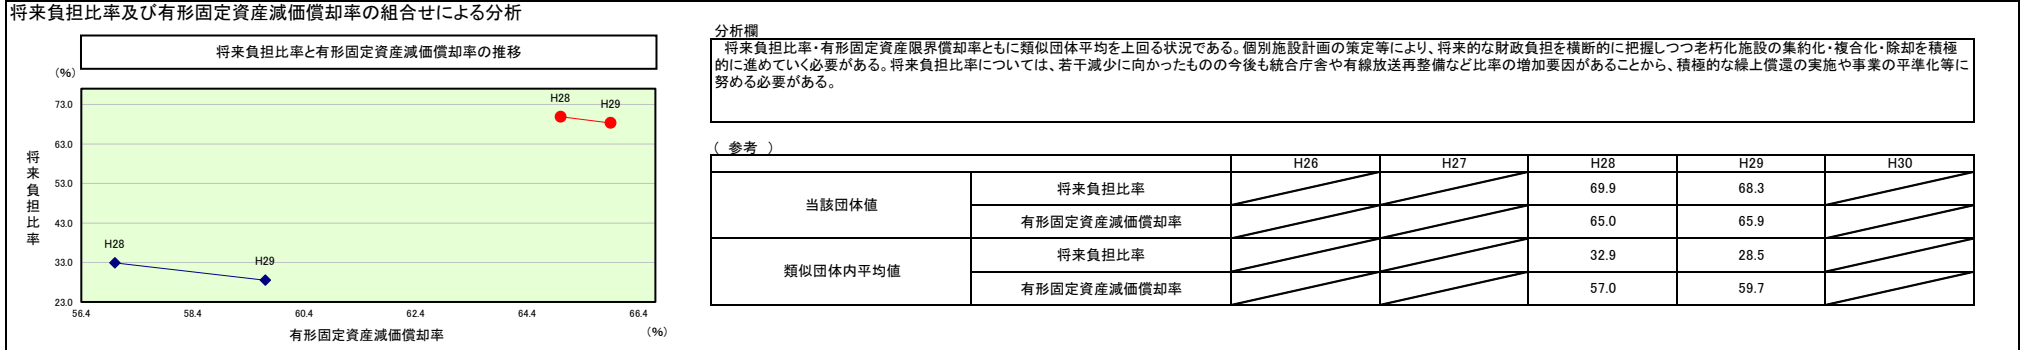 将来負担比率及び有形固定資産減価償却率の組合せによる分析
将来負担比率と有形固定資産減価償却率の推移
(%)
73.0
63.0
53.0
43.0
33.0
23.0
将来負担比率
H28
H29
H28
H29
56.4
58.4
60.4
62.4
64.4
66.4
有形固定資産減価償却率
(%)
分析欄
将来負担比率・有形固定資産限界償却率ともに類似団体平均を上回る状況である。個別施設計画の策定等により、将来的な財政負担を横断的に把握しつつ老朽化施設の集約化・複合化・除却を積極
的に進めていく必要がある。将来負担比率については、若干減少に向かったものの今後も統合庁舎や有線放送再整備など比率の増加要因があることから、積極的な繰上償還の実施や事業の平準化等に
努める必要がある。
( 参考 )
H26 H27 H28 H29 H30
当該団体値
将来負担比率 69.9 68.3
有形固定資産減価償却率 65.0 65.9
類似団体内平均値
将来負担比率 32.9 28.5
有形固定資産減価償却率 57.0 59.7